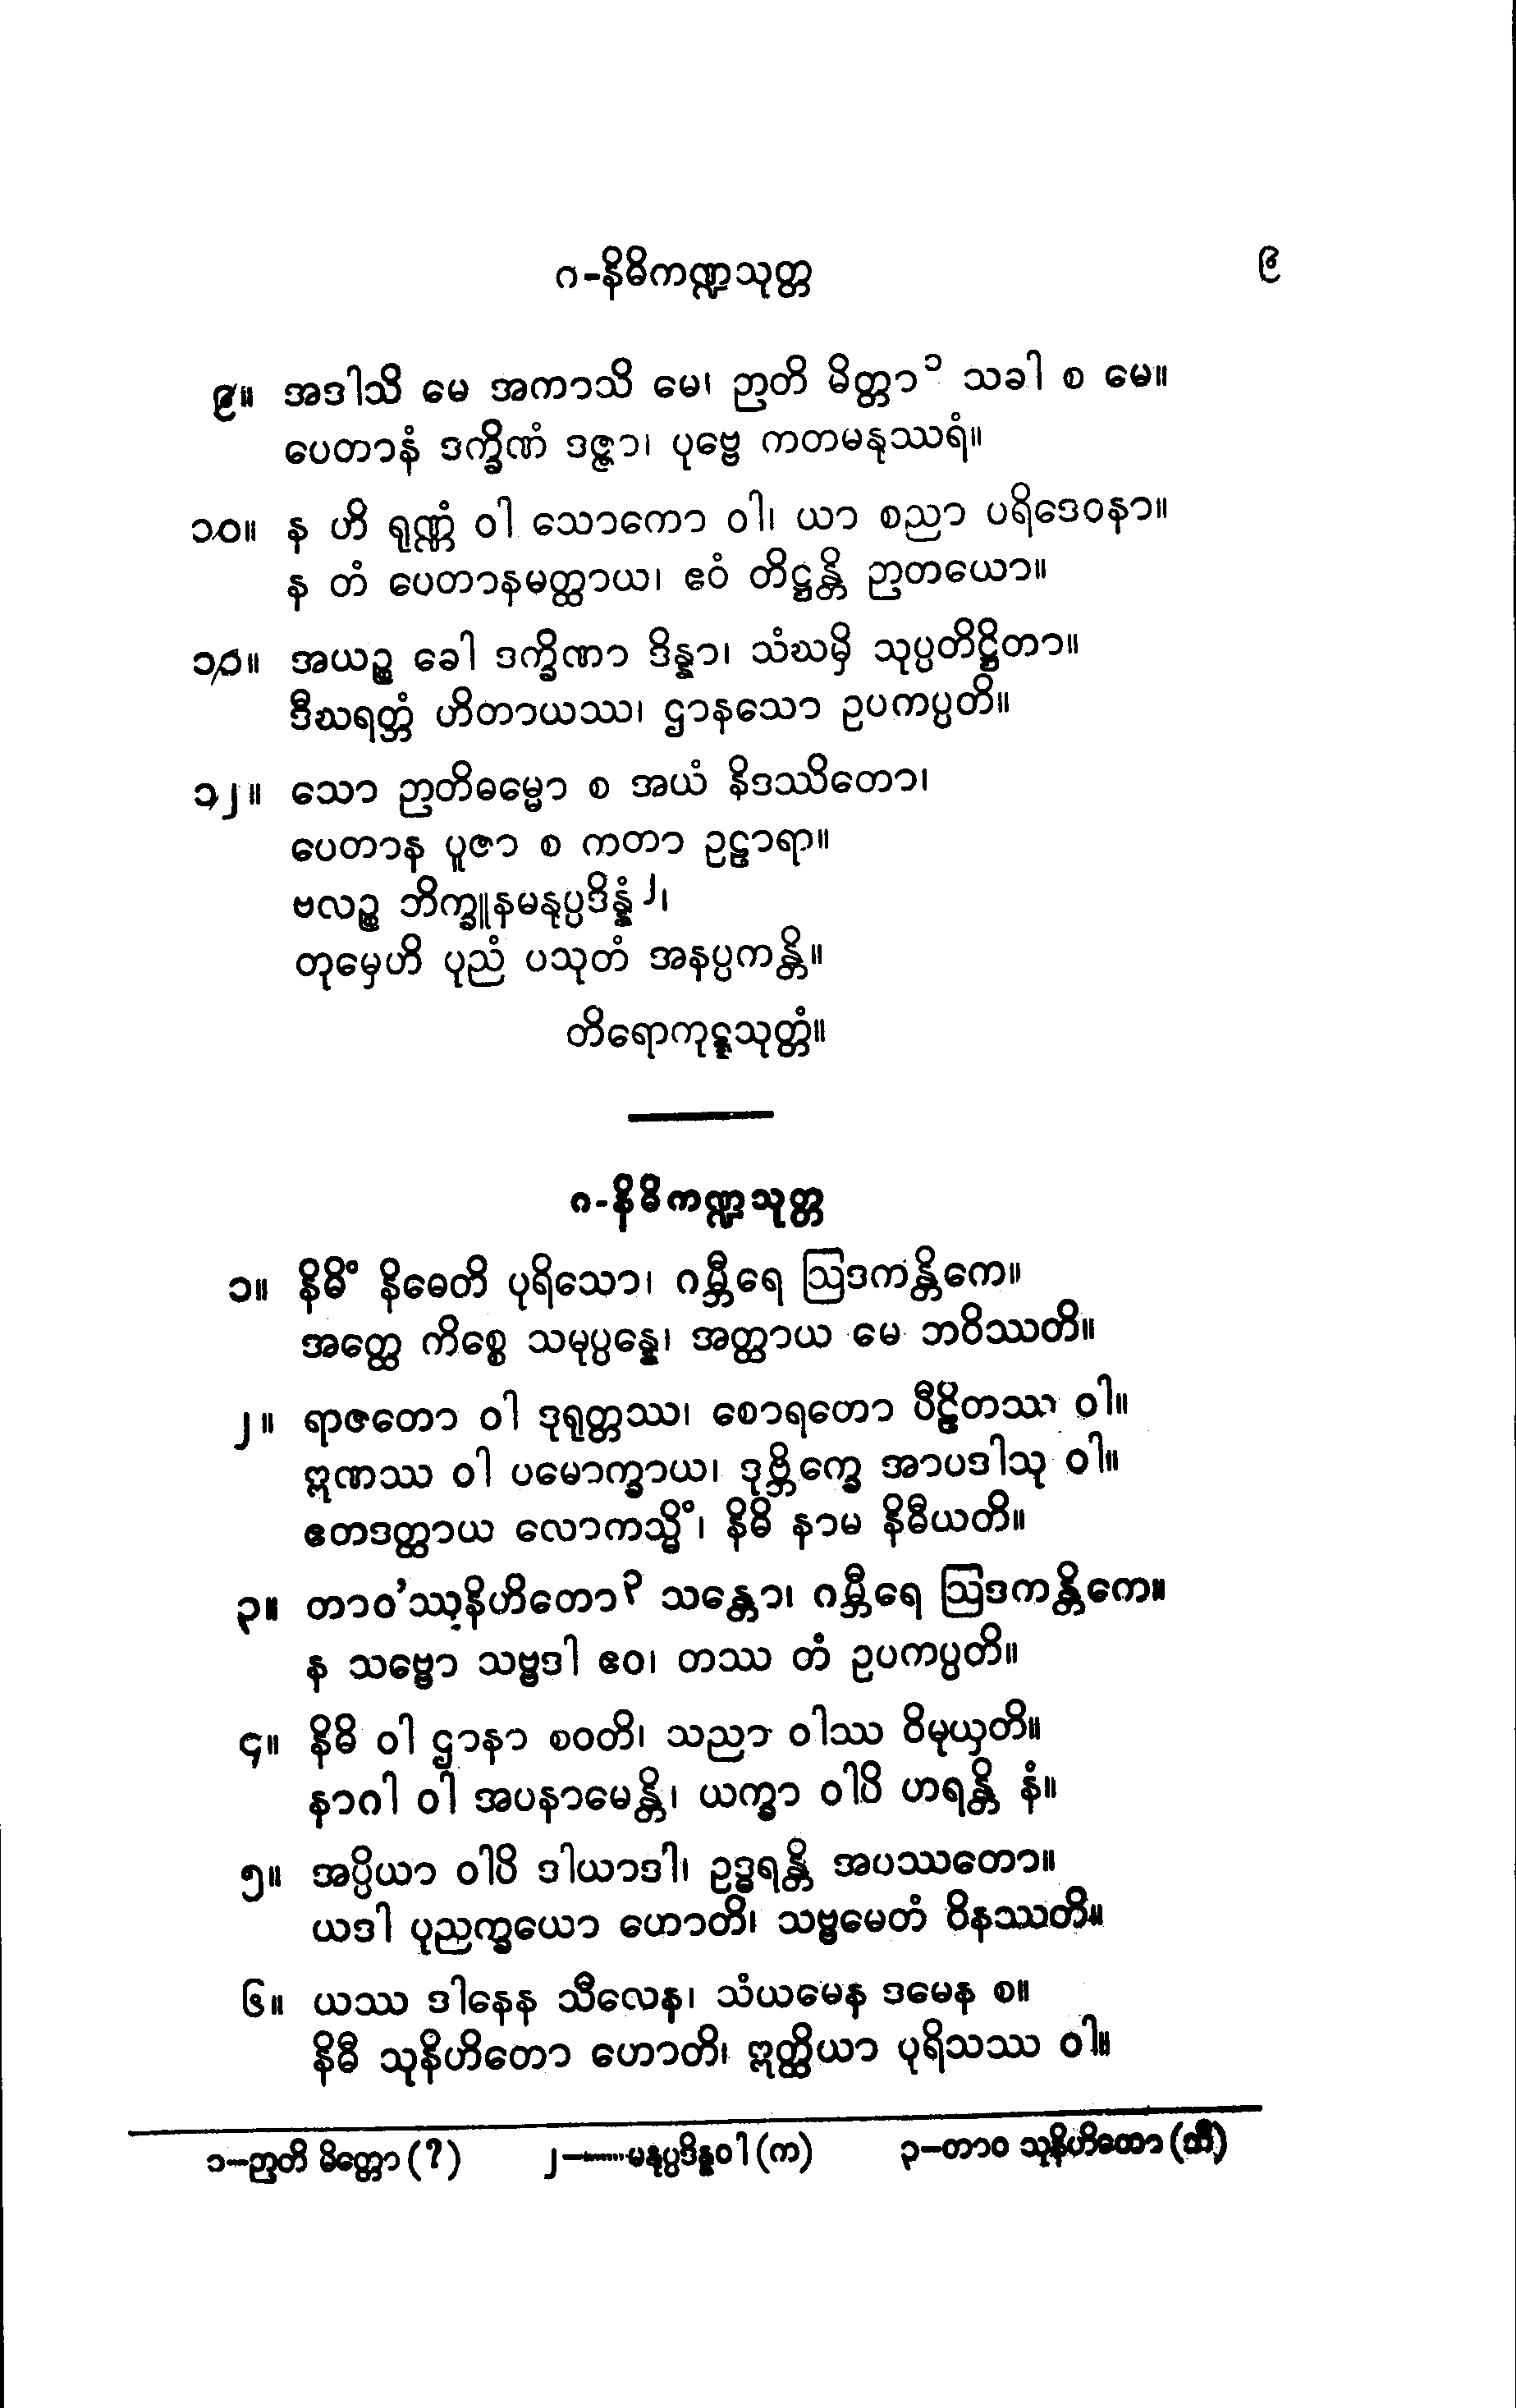 ဂ-နိဓိကဏ္ဍသုတ္တ ၉
၉။ အဒါသိ မေ အကာသိ မေ၊ ဉာတိ မိတ္တာ ၁ သခါ စ မေ။
ပေတာနံ ဒက္ခိဏံ ဒဇ္ဇာ၊ ပုဗ္ဗေ ကတမနုဿရံ။
၁၀။ န ဟိ ရုဏ္ဏံ ဝါ သောကော ဝါ၊ ယာ စညာ ပရိဒေဝနာ။
န တံ ပေတာနမတ္ထာယ၊ ဧဝံ တိဋ္ဌန္တိ ဉာတယော။
၁၁။ အယဉ္စ ခေါ ဒက္ခိဏာ ဒိန္နာ၊ သံဃမှိ သုပ္ပတိဋ္ဌိတာ။
ဒီဃရတ္တံ ဟိတာယဿ၊ ဌာနသော ဥပကပ္ပတိ။
၁၂။ သော ဉာတိဓမ္မော စ အယံ နိဒဿိတော၊
ပေတာန ပူဇာ စ ကတာ ဥဠာရာ။
ဗလဉ္စ ဘိက္ခူနမနုပ္ပဒိန္နံ ၂၊
တုမှေဟိ ပုညံ ပသုတံ အနပ္ပကန္တိ။
တိရောကုဋ္ဋသုတ္တံ။
ဂ-နိဓိကဏ္ဍသုတ္တ
၁။ နိဓိံ နိဓေတိ ပုရိသော၊ ဂမ္ဘီရေ ဩဒကန္တိကေ။
အတ္ထေ ကိစ္စေ သမုပ္ပန္နေ၊ အတ္ထာယ မေ ဘဝိဿတိ။
၂။ ရာဇတော ဝါ ဒုရုတ္တဿ၊ စောရတော ပီဠိတဿ ဝါ။
ဣဏဿ ဝါ ပမောက္ခာယ၊ ဒုဗ္ဘိက္ခေ အာပဒါသု ဝါ။
ဧတဒတ္ထာယ လောကသ္မိံ၊ နိဓိ နာမ နိဓီယတိ။
၃။ တာဝ’ဿုနိဟိတော ၃ သန္တော၊ ဂမ္ဘီရေ ဩဒကန္တိကေ။
န သဗ္ဗော သဗ္ဗဒါ ဧဝ၊ တဿ တံ ဥပကပ္ပတိ။
၄။ နိဓိ ဝါ ဌာနာ စဝတိ၊ သညာ ဝါဿ ဝိမုယှတိ။
နာဂါ ဝါ အပနာမေန္တိ၊ ယက္ခာ ဝါပိ ဟရန္တိ နံ။
၅။ အပ္ပိယာ ဝါပိ ဒါယာဒါ၊ ဥဒ္ဓရန္တိ အပဿတော။
ယဒါ ပုညက္ခယော ဟောတိ၊ သဗ္ဗမေတံ ဝိနဿတိ။
၆။ ယဿ ဒါနေန သီလေန၊ သံယမေန ဒမေန စ။
နိဓီ သုနိဟိတော ဟောတိ၊ ဣတ္ထိယာ ပုရိသဿ ဝါ။
၁—ဉာတိ မိတ္တော (?) ၂—......မနုပ္ပဒိန္နဝါ (က) ၃—တာဝ သုနိဟိတော (သီ)